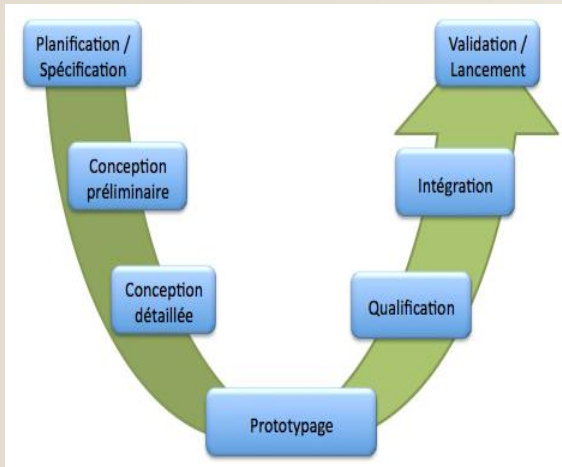 Planification /
Spécification
Conception
préliminaire
Conception
détaillée
Prototypage
Qualification
Intégration
Validation /
Lancement